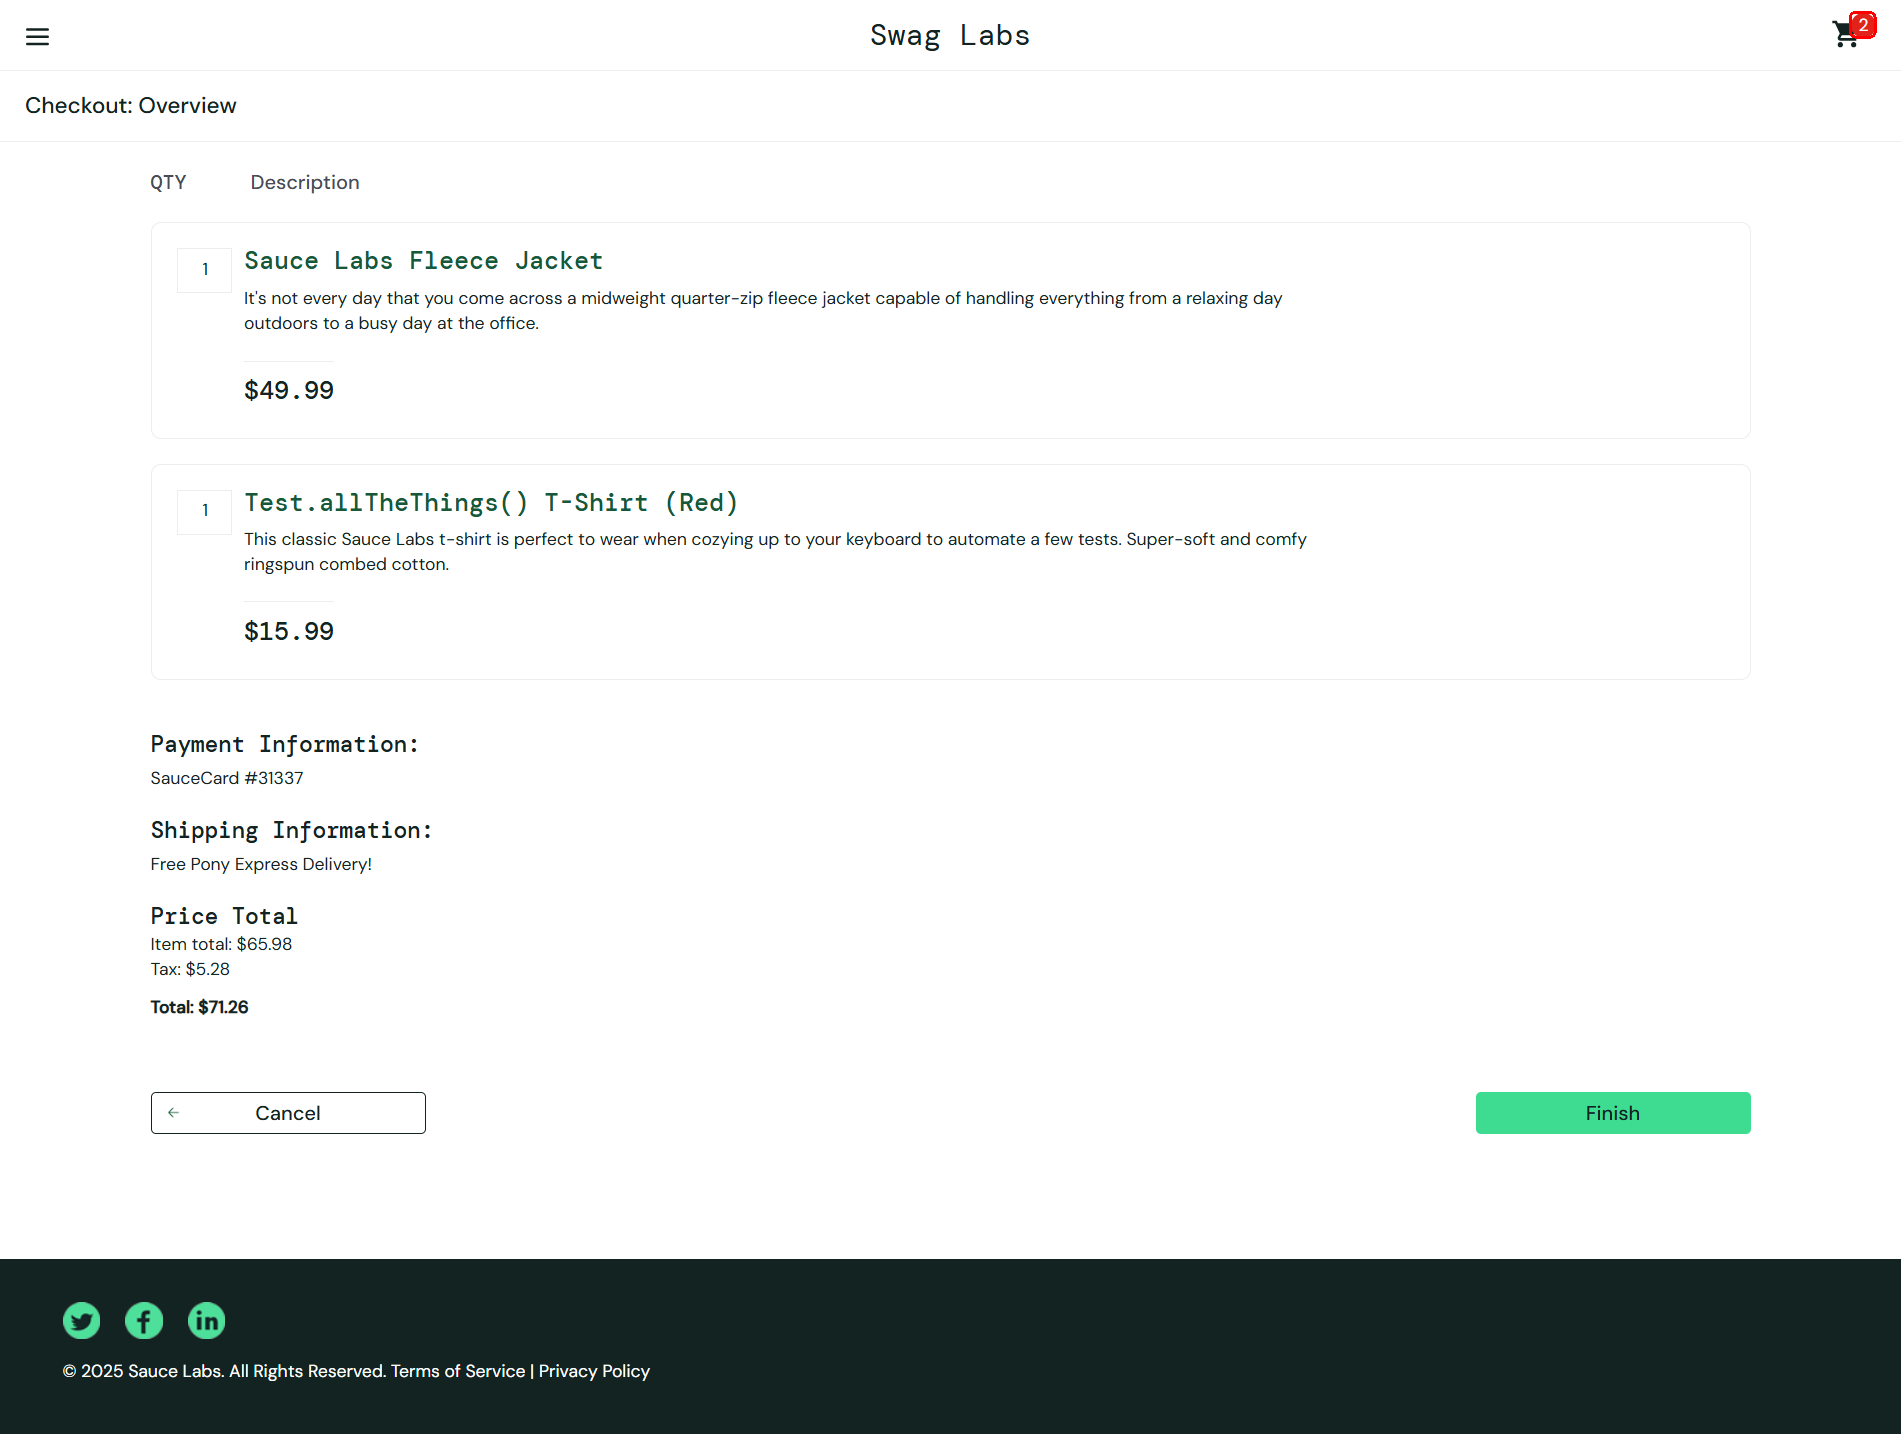 Swag Labs
2
Checkout: Overview
QTY Description
1
Sauce Labs Fleece Jacket
It's not every day that you come across a midweight quarter-zip fleece jacket capable of handling everything from a relaxing day
outdoors to a busy day at the office.
$49.99
1
Test.allTheThings() T-Shirt (Red)
This classic Sauce Labs t-shirt is perfect to wear when cozying up to your keyboard to automate a few tests. Super-soft and comfy
ringspun combed cotton.
$15.99
Payment Information:
SauceCard #31337
Shipping Information:
Free Pony Express Delivery!
Price Total
Item total: $65.98
Tax: $5.28
Total: $71.26
Cancel
Finish
© 2025 Sauce Labs. All Rights Reserved. Terms of Service | Privacy Policy